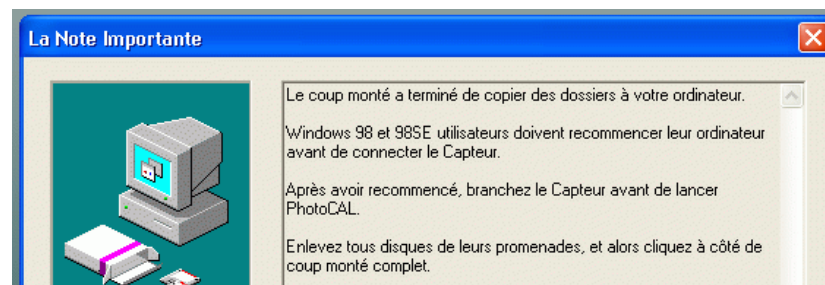 La Note Importante
Le coup monté a terminé de copier des dossiers à votre ordinateur.
Windows 98 et 98SE utilisateurs doivent recommencer leur ordinateur
avant de connecter le Capteur.
Après avoir recommencé, branchez le Capteur avant de lancer
PhotoCAL.
Enlevez tous disques de leurs promenades, et alors cliquez à côté de
coup monté complet.